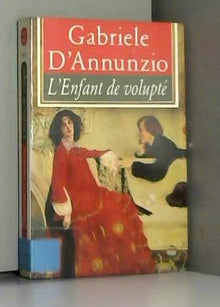 Gabriele
D'Annunzio
L'Enfant de volupté